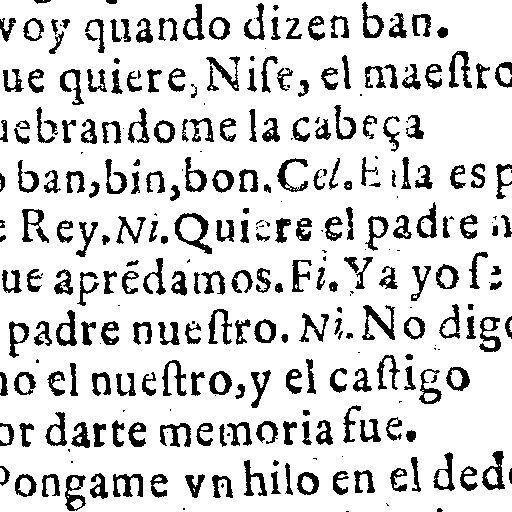 voy quando dizen ban.
ue quiere, Niſe, el maeſtro
uebrandome la cabeça
o ban,bin,bon.Cel.Ella es p
e Rey.Ni.Quiere el padre n
ue aprẽdamos.Fi.Ya yo ſe
padre nueſtro.Ni.No digo
no el nueſtro,y el caſtigo
or darte memoria fue.
Pongame vn hilo en el dedo